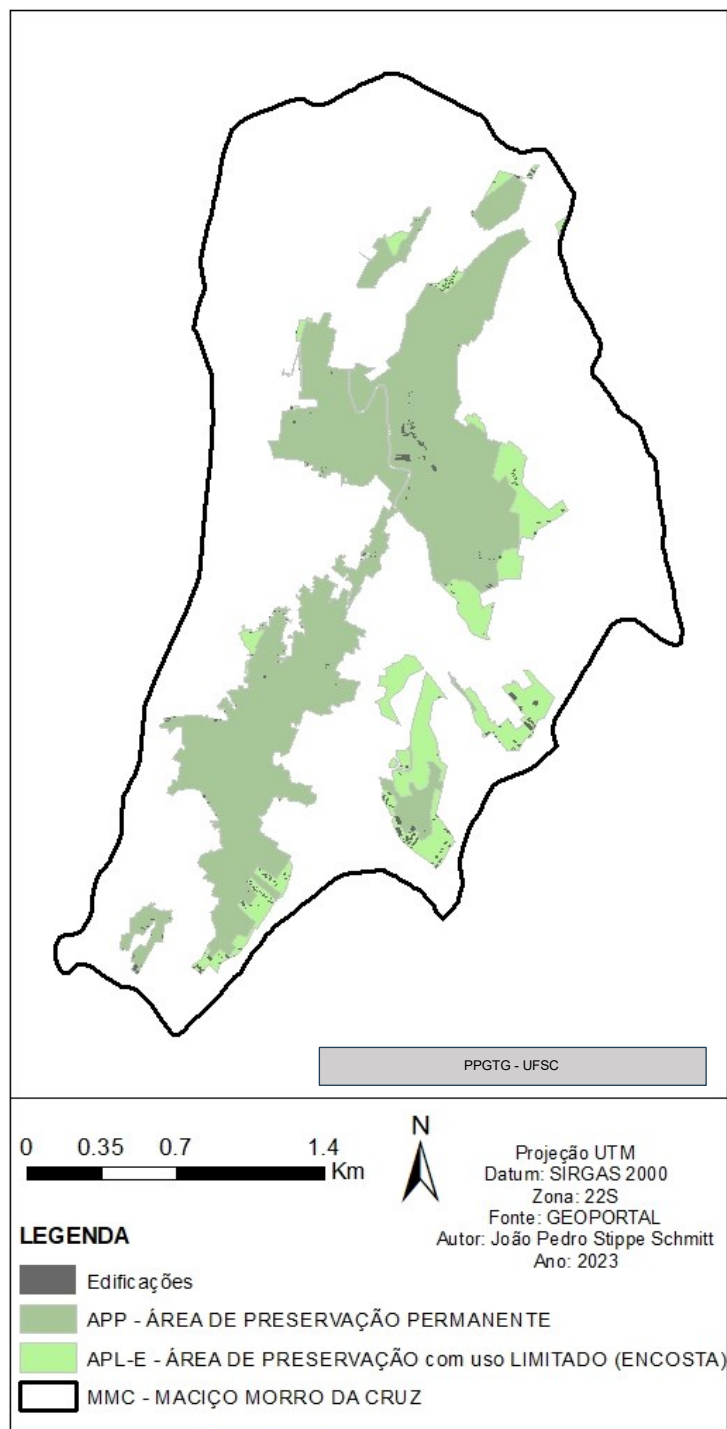 PPGTG - UFSC
0 0.35 0.7 1.4
Km
N
Projeção UTM
Datum: SIRGAS 2000
Zona: 22S
Fonte: GEOPORTAL
Autor: João Pedro Stippe Schmitt
Ano: 2023
LEGENDA
Edificações
APP - ÁREA DE PRESERVAÇÃO PERMANENTE
APL-E - ÁREA DE PRESERVAÇÃO com uso LIMITADO (ENCOSTA)
MMC - MACIÇO MORRO DA CRUZ